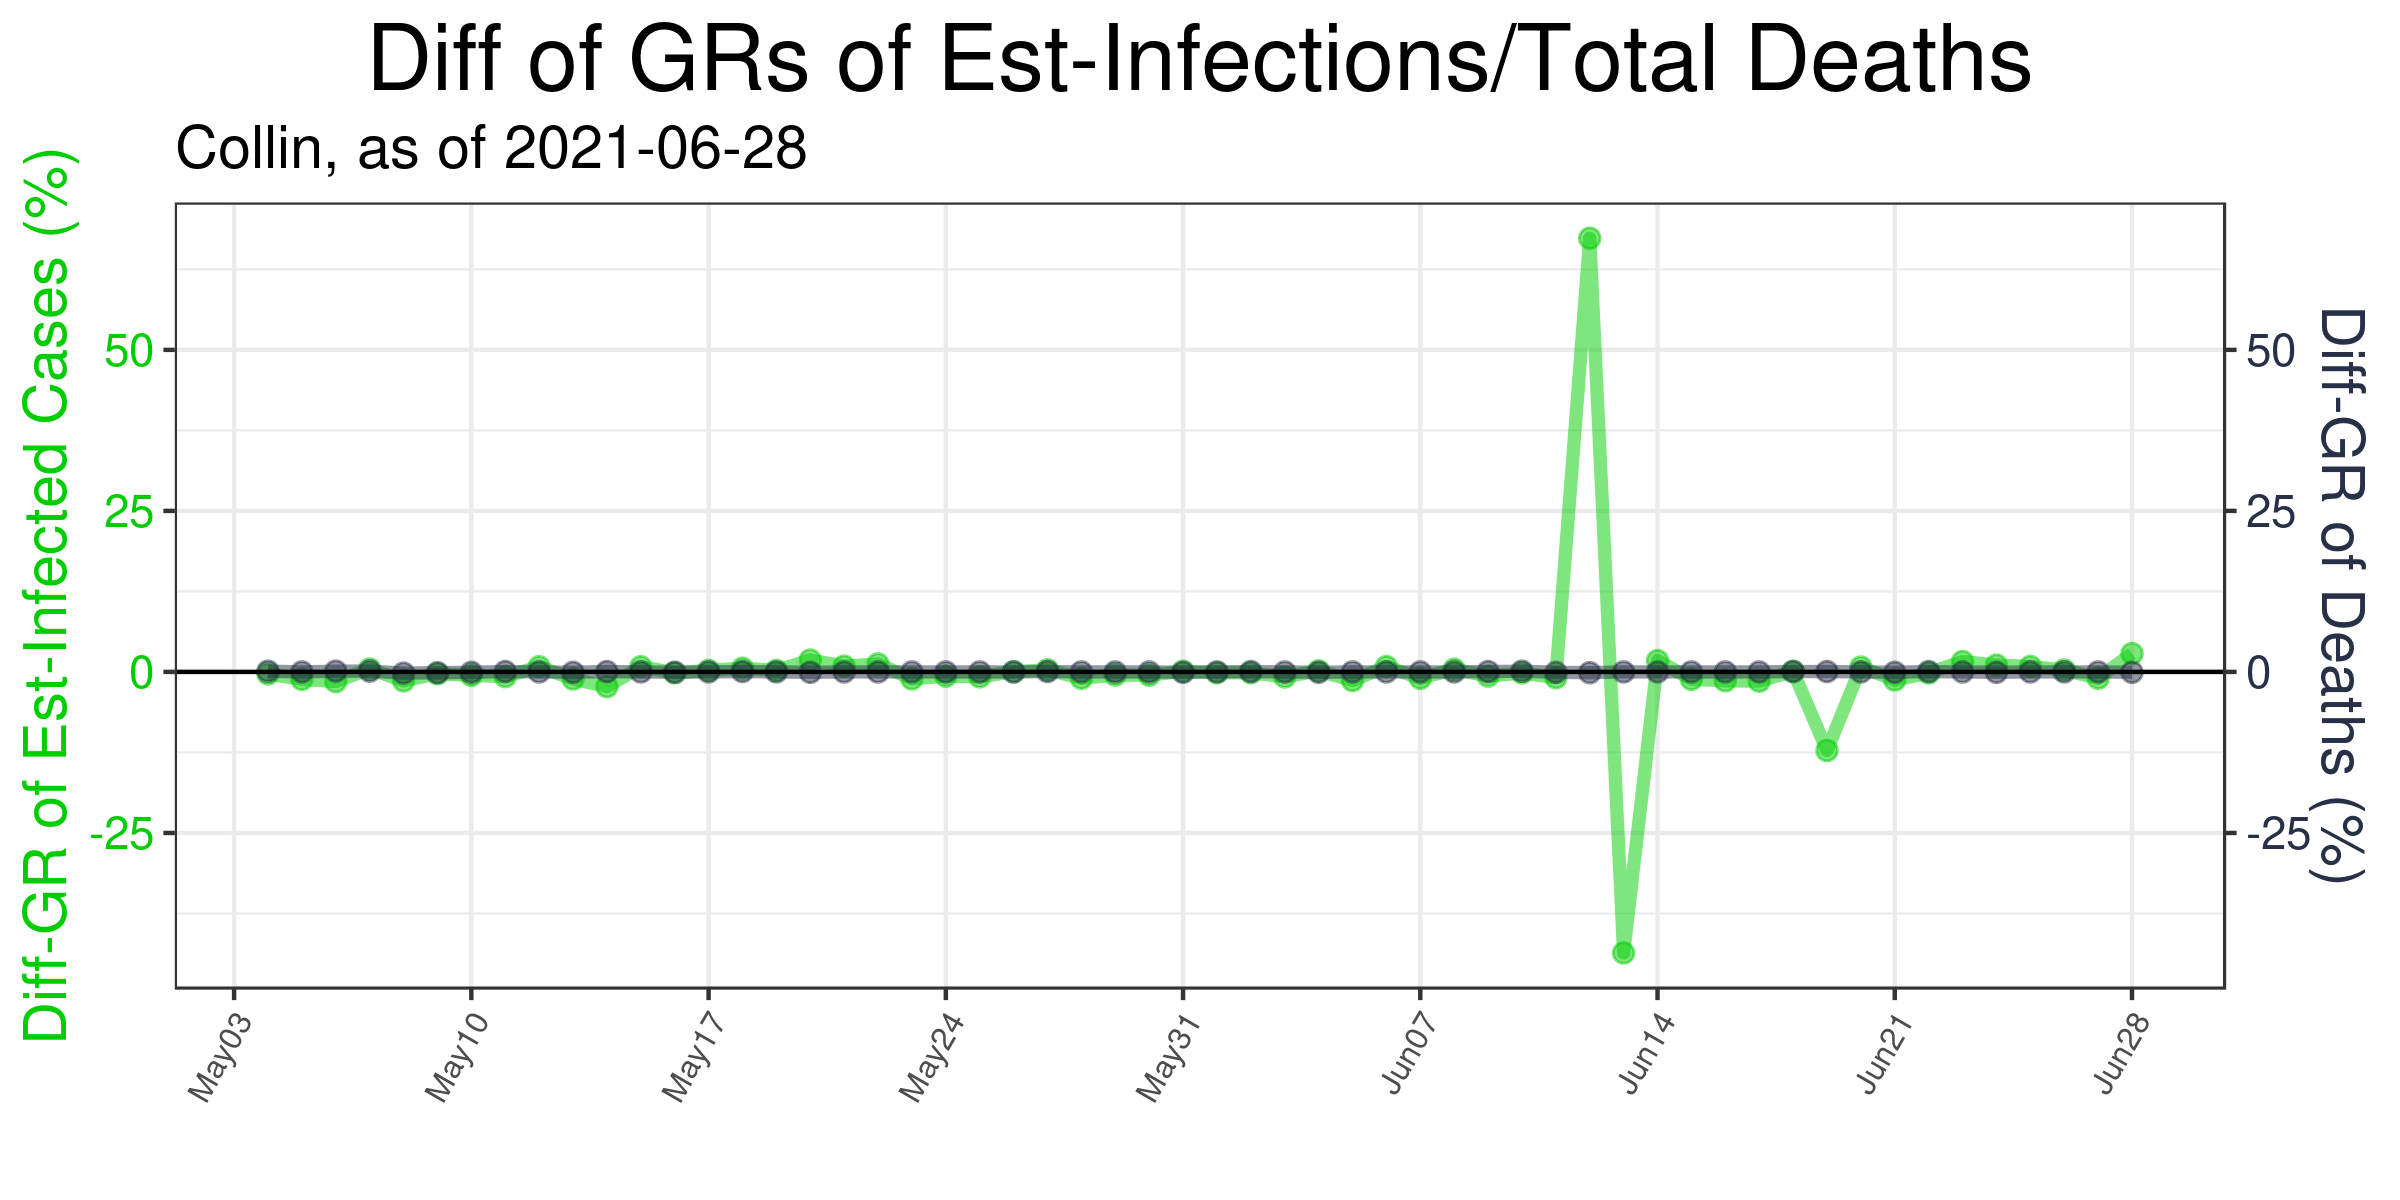 Diff of GRs of Est-Infections/Total Deaths
Collin, as of 2021-06-28
Diff-GR of Est-Infected Cases (%)
50
25
0
-25
50
25
0
-25
Diff-GR of Deaths (%)
May03
May10
May17
May24
May31
Jun07
Jun14
Jun21
Jun28